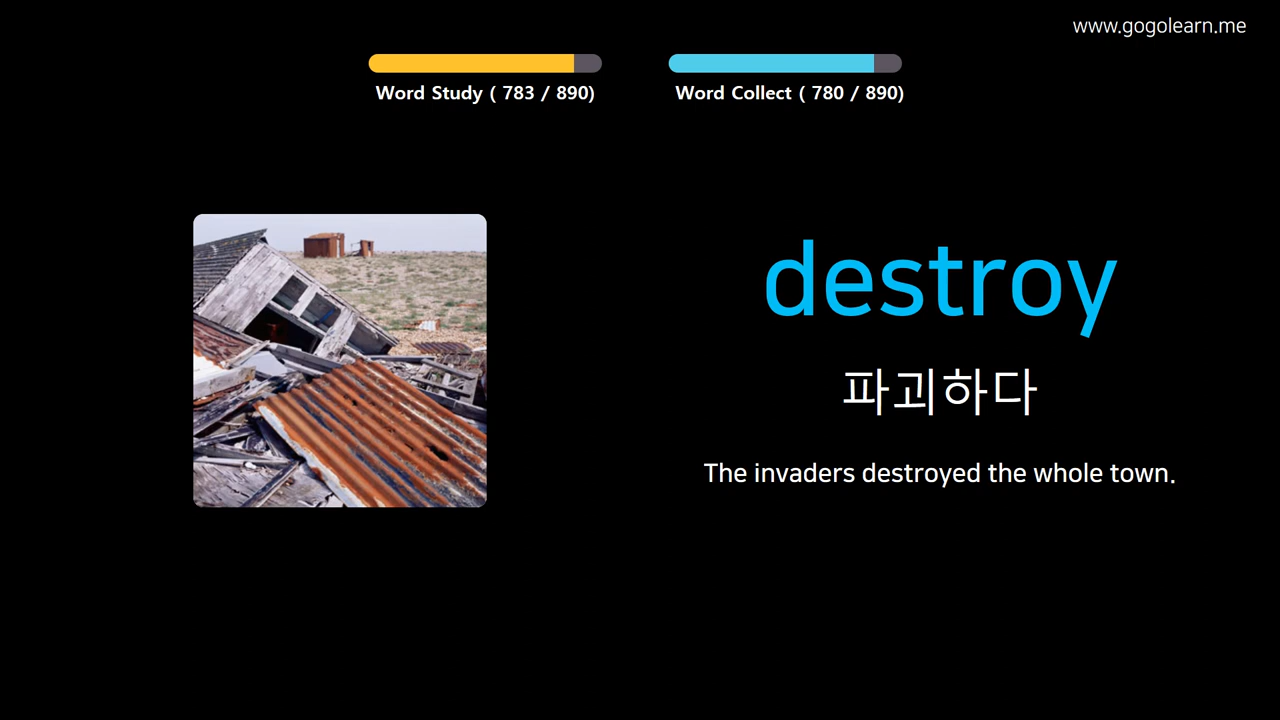 www.gogolearn.me
Word Study ( 783 / 890)
Word Collect ( 780 / 890)
destroy
파괴하다
The invaders destroyed the whole town.